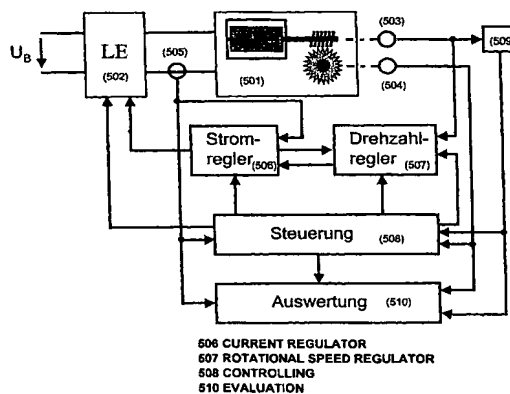 U_B
LE
(502)
(505)
(501)
(503)
(504)
(509
Strom-
regler
(506)
Drehzahl-
regler
(507)
Steuerung
(508)
Auswertung
(510)
506 CURRENT REGULATOR
507 ROTATIONAL SPEED REGULATOR
508 CONTROLLING
510 EVALUATION